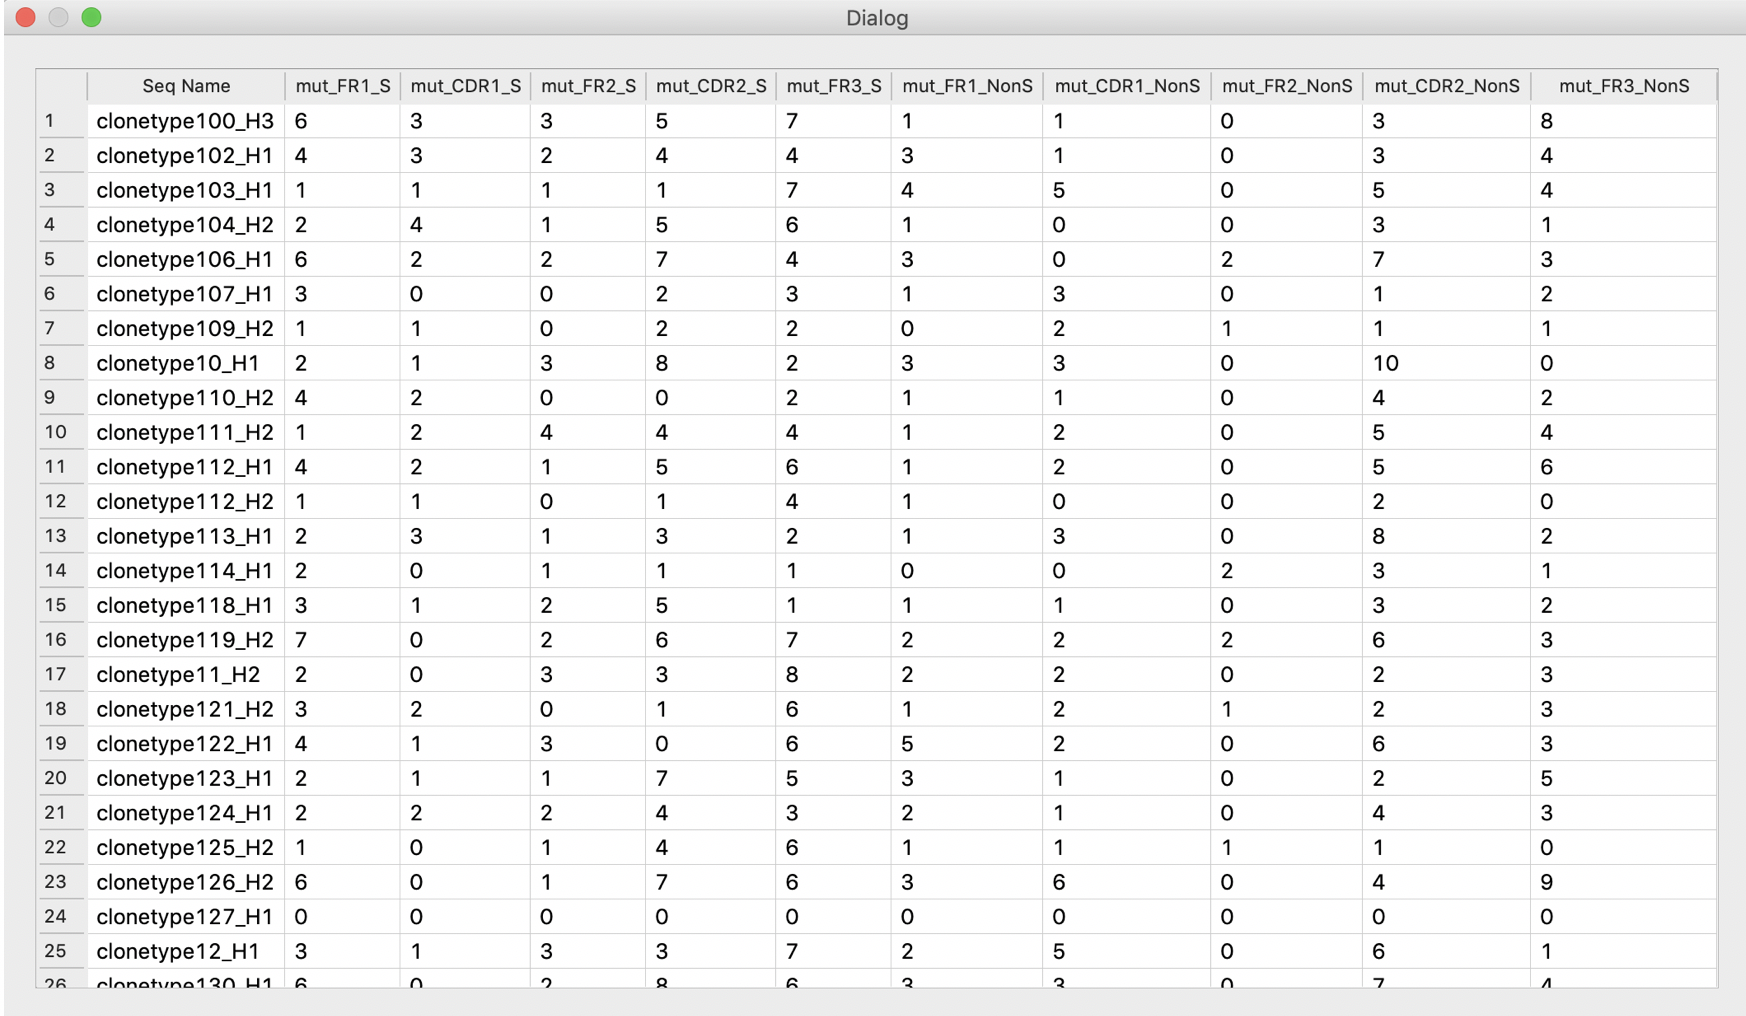 Dialog
Seq Name mut_FR1_S mut_CDR1_S mut_FR2_S mut_CDR2_S mut_FR3_S mut_FR1_NonS mut_CDR1_NonS mut_FR2_NonS mut_CDR2_NonS mut_FR3_NonS
1 clonetype100_H3 6 3 3 5 7 1 1 0 3 8
2 clonetype102_H1 4 3 2 4 4 3 1 0 3 4
3 clonetype103_H1 1 1 1 1 7 4 5 0 5 4
4 clonetype104_H2 2 4 1 5 6 1 0 0 3 1
5 clonetype106_H1 6 2 2 7 4 3 0 2 7 3
6 clonetype107_H1 3 0 0 2 3 1 3 0 1 2
7 clonetype109_H2 1 1 0 2 2 0 2 1 1 1
8 clonetype10_H1 2 1 3 8 2 3 3 0 10 0
9 clonetype110_H2 4 2 0 0 2 1 1 0 4 2
10 clonetype111_H2 1 2 4 4 4 1 2 0 5 4
11 clonetype112_H1 4 2 1 5 6 1 2 0 5 6
12 clonetype112_H2 1 1 0 1 4 1 0 0 2 0
13 clonetype113_H1 2 3 1 3 2 1 3 0 8 2
14 clonetype114_H1 2 0 1 1 1 0 0 2 3 1
15 clonetype118_H1 3 1 2 5 1 1 1 0 3 2
16 clonetype119_H2 7 0 2 6 7 2 2 2 6 3
17 clonetype11_H2 2 0 3 3 8 2 2 0 2 3
18 clonetype121_H2 3 2 0 1 6 1 2 1 2 3
19 clonetype122_H1 4 1 3 0 6 5 2 0 6 3
20 clonetype123_H1 2 1 1 7 5 3 1 0 2 5
21 clonetype124_H1 2 2 2 4 3 2 1 0 4 3
22 clonetype125_H2 1 0 1 4 6 1 1 1 1 0
23 clonetype126_H2 6 0 1 7 6 3 6 0 4 9
24 clonetype127_H1 0 0 0 0 0 0 0 0 0 0
25 clonetype12_H1 3 1 3 3 7 2 5 0 6 1
26 clonetype130_H1 6 0 2 8 6 3 3 0 7 4